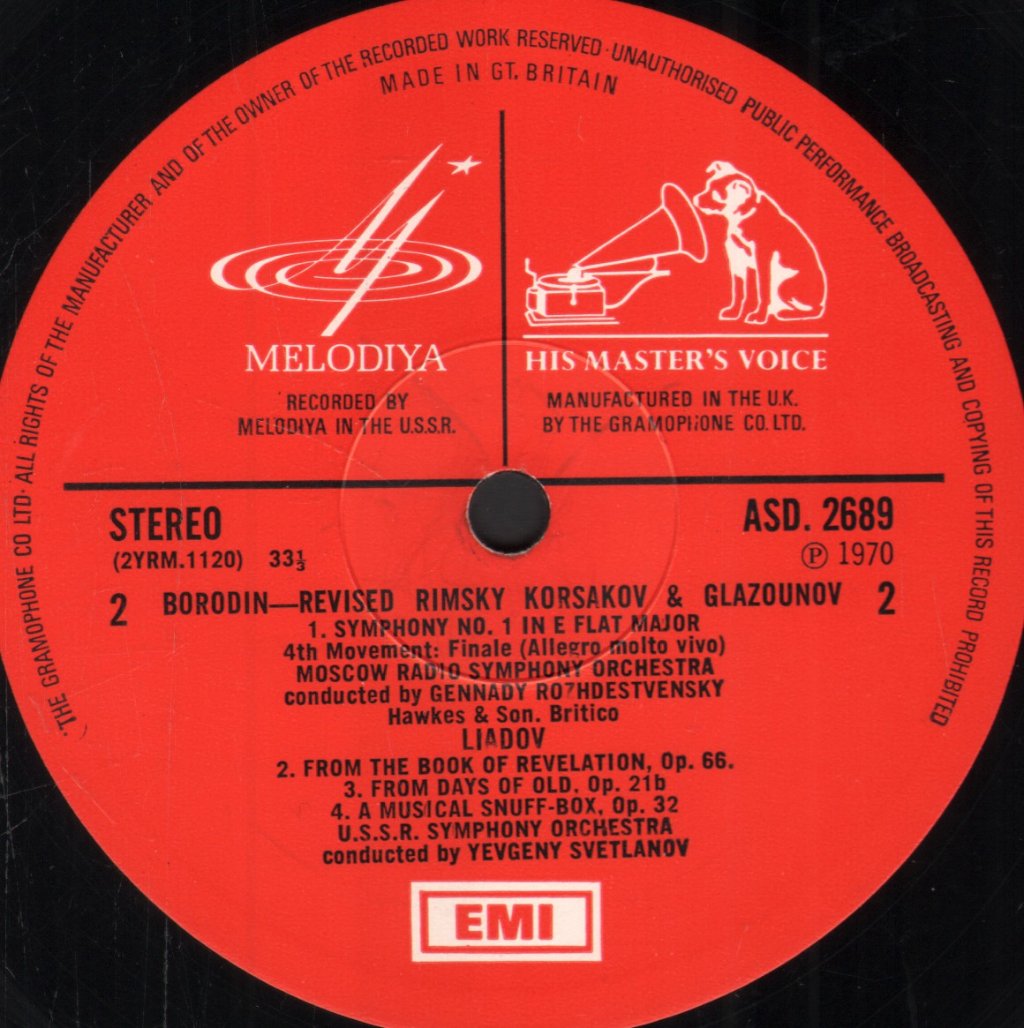 THE GRAMOPHONE CO LTD · ALL RIGHTS OF THE MANUFACTURER AND OF THE OWNER OF THE RECORDED WORK RESERVED · UNAUTHORISED PUBLIC PERFORMANCE BROADCASTING AND COPYING OF THIS RECORD PROHIBITED
MADE IN GT. BRITAIN
MELODIYA
RECORDED BY
MELODIYA IN THE U.S.S.R.
HIS MASTER'S VOICE
MANUFACTURED IN THE U.K.
BY THE GRAMOPHONE CO. LTD.
STEREO
(2YRM.1120) 33⅓
ASD. 2689
Ⓟ 1970
2 BORODIN—REVISED RIMSKY KORSAKOV & GLAZOUNOV 2
1. SYMPHONY NO. 1 IN E FLAT MAJOR
4th Movement: Finale (Allegro molto vivo)
MOSCOW RADIO SYMPHONY ORCHESTRA
conducted by GENNADY ROZHDESTVENSKY
Hawkes & Son. Britico
LIADOV
2. FROM THE BOOK OF REVELATION, Op. 66.
3. FROM DAYS OF OLD, Op. 21b
4. A MUSICAL SNUFF-BOX, Op. 32
U.S.S.R. SYMPHONY ORCHESTRA
conducted by YEVGENY SVETLANOV
EMI